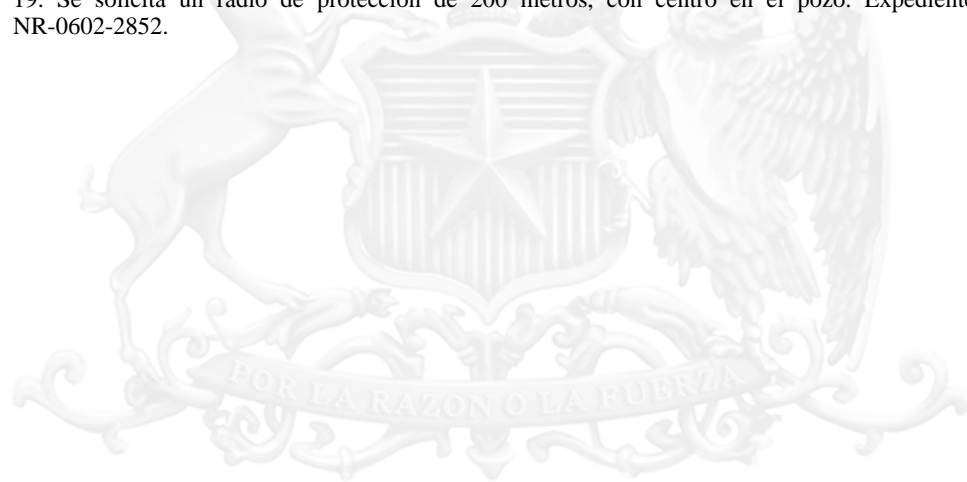 19. Se solicita un radio de protección de 200 metros, con centro en el pozo. Expediente
NR-0602-2852.
POR LA RAZON O LA FUERZA